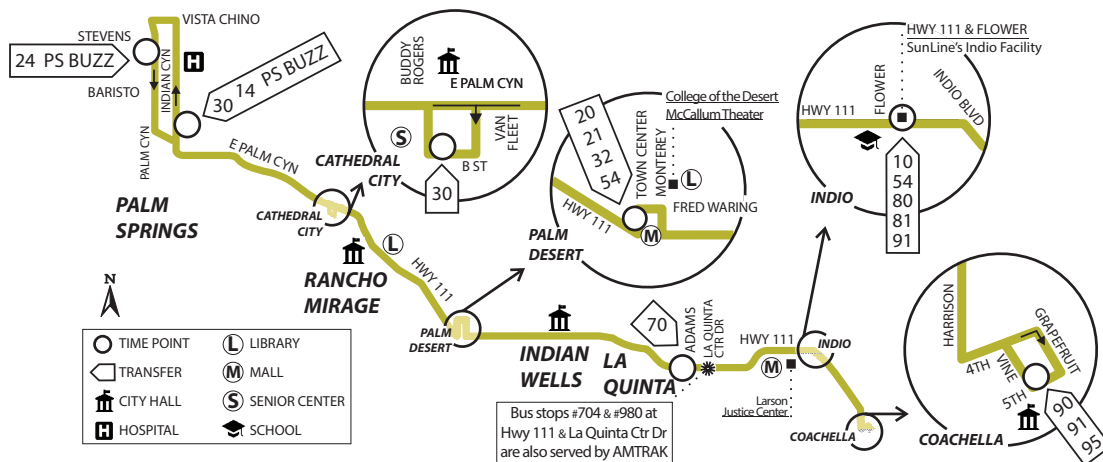 VISTA CHINO
STEVENS
24 PS BUZZ
BARISTO
INDIAN CYN
H
30 14 PS BUZZ
PALM CYN
E PALM CYN
PALM
SPRINGS
CATHEDRAL
CITY
BUDDY
ROGERS
E PALM CYN
VAN
FLEET
S
B ST
30
CATHEDRAL
CITY
RANCHO
MIRAGE
L
HWY 111
College of the Desert
McCallum Theater
20
21
32
54
TOWN CENTER
MONTEREY
L
FRED WARING
HWY 111
M
PALM
DESERT
PALM
DESERT
HWY 111 & FLOWER
SunLine's Indio Facility
FLOWER
INDIO BLVD
HWY 111
INDIO
10
54
80
81
91
INDIAN
WELLS
LA
QUINTA
70
ADAMS
LA QUINTA
CTR DR
HWY 111
M
INDIO
Larson
Justice Center
Bus stops #704 & #980 at
Hwy 111 & La Quinta Ctr Dr
are also served by AMTRAK
COACHELLA
HARRISON
GRAPEFRUIT
4TH
VINE
5TH
COACHELLA
90
91
95
N
TIME POINT
TRANSFER
CITY HALL
H HOSPITAL
L LIBRARY
M MALL
S SENIOR CENTER
SCHOOL